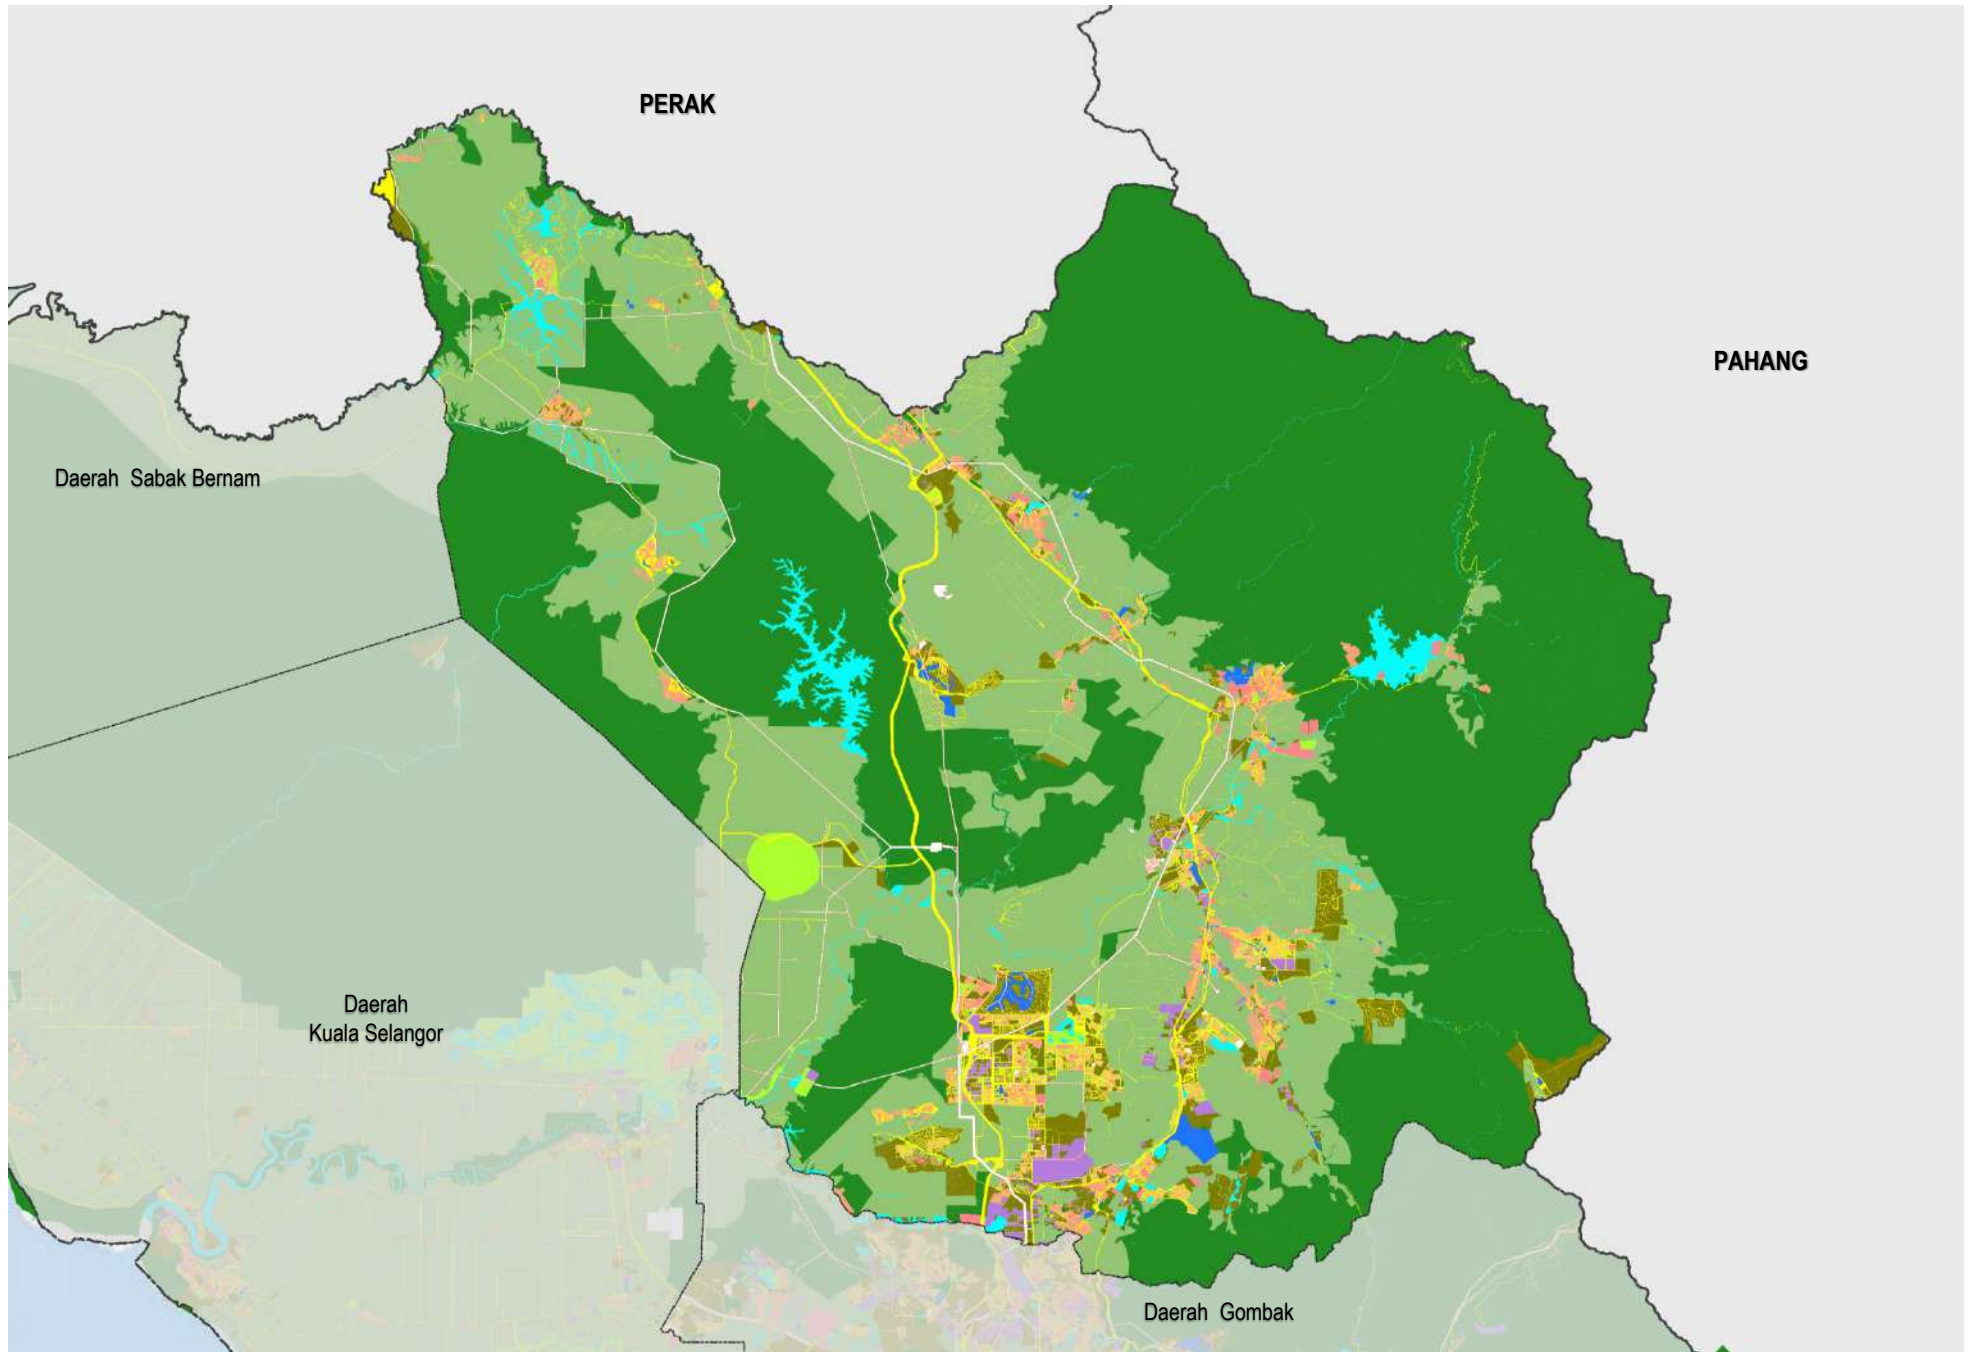 PERAK
PAHANG
Daerah Sabak Bernam
Daerah
Kuala Selangor
Daerah Gombak